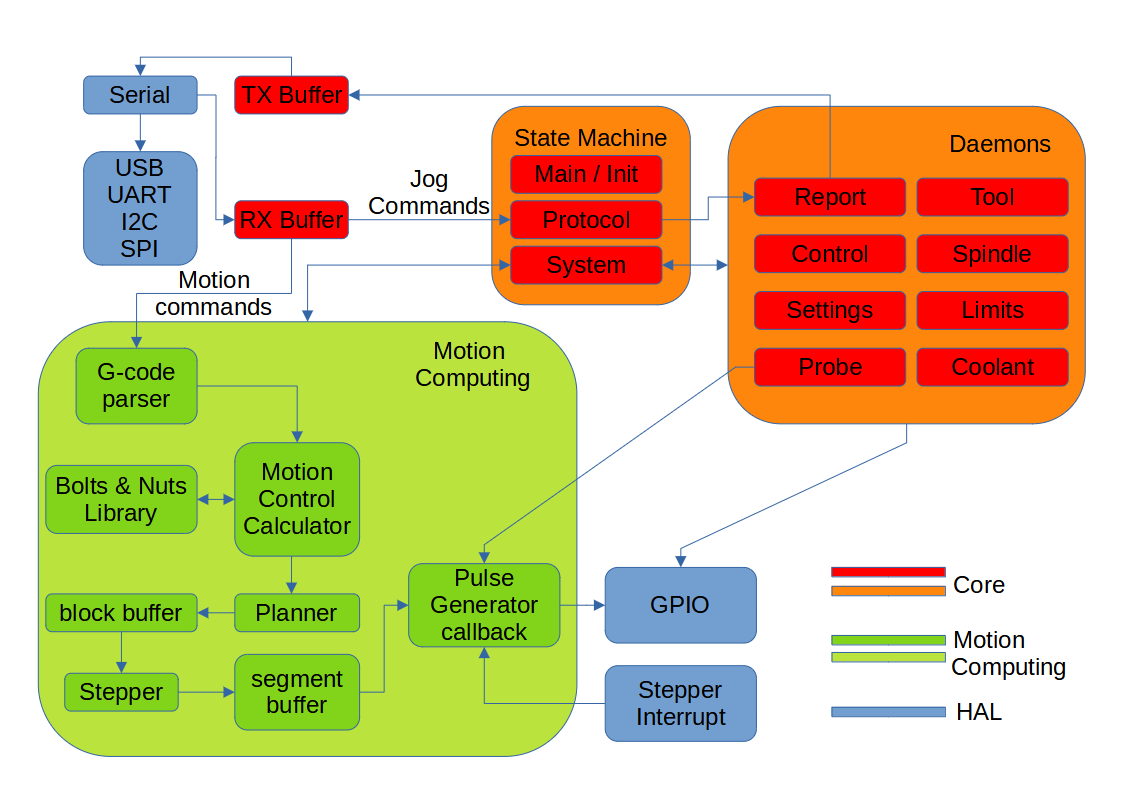 Serial
TX Buffer
USB
UART
I2C
SPI
RX Buffer
Jog
Commands
Motion
commands
State Machine
Main / Init
Protocol
System
Daemons
Report
Tool
Control
Spindle
Settings
Limits
Probe
Coolant
Motion
Computing
G-code
parser
Bolts & Nuts
Library
Motion
Control
Calculator
block buffer
Planner
Stepper
segment
buffer
Pulse
Generator
callback
GPIO
Stepper
Interrupt
Core
Motion
Computing
HAL